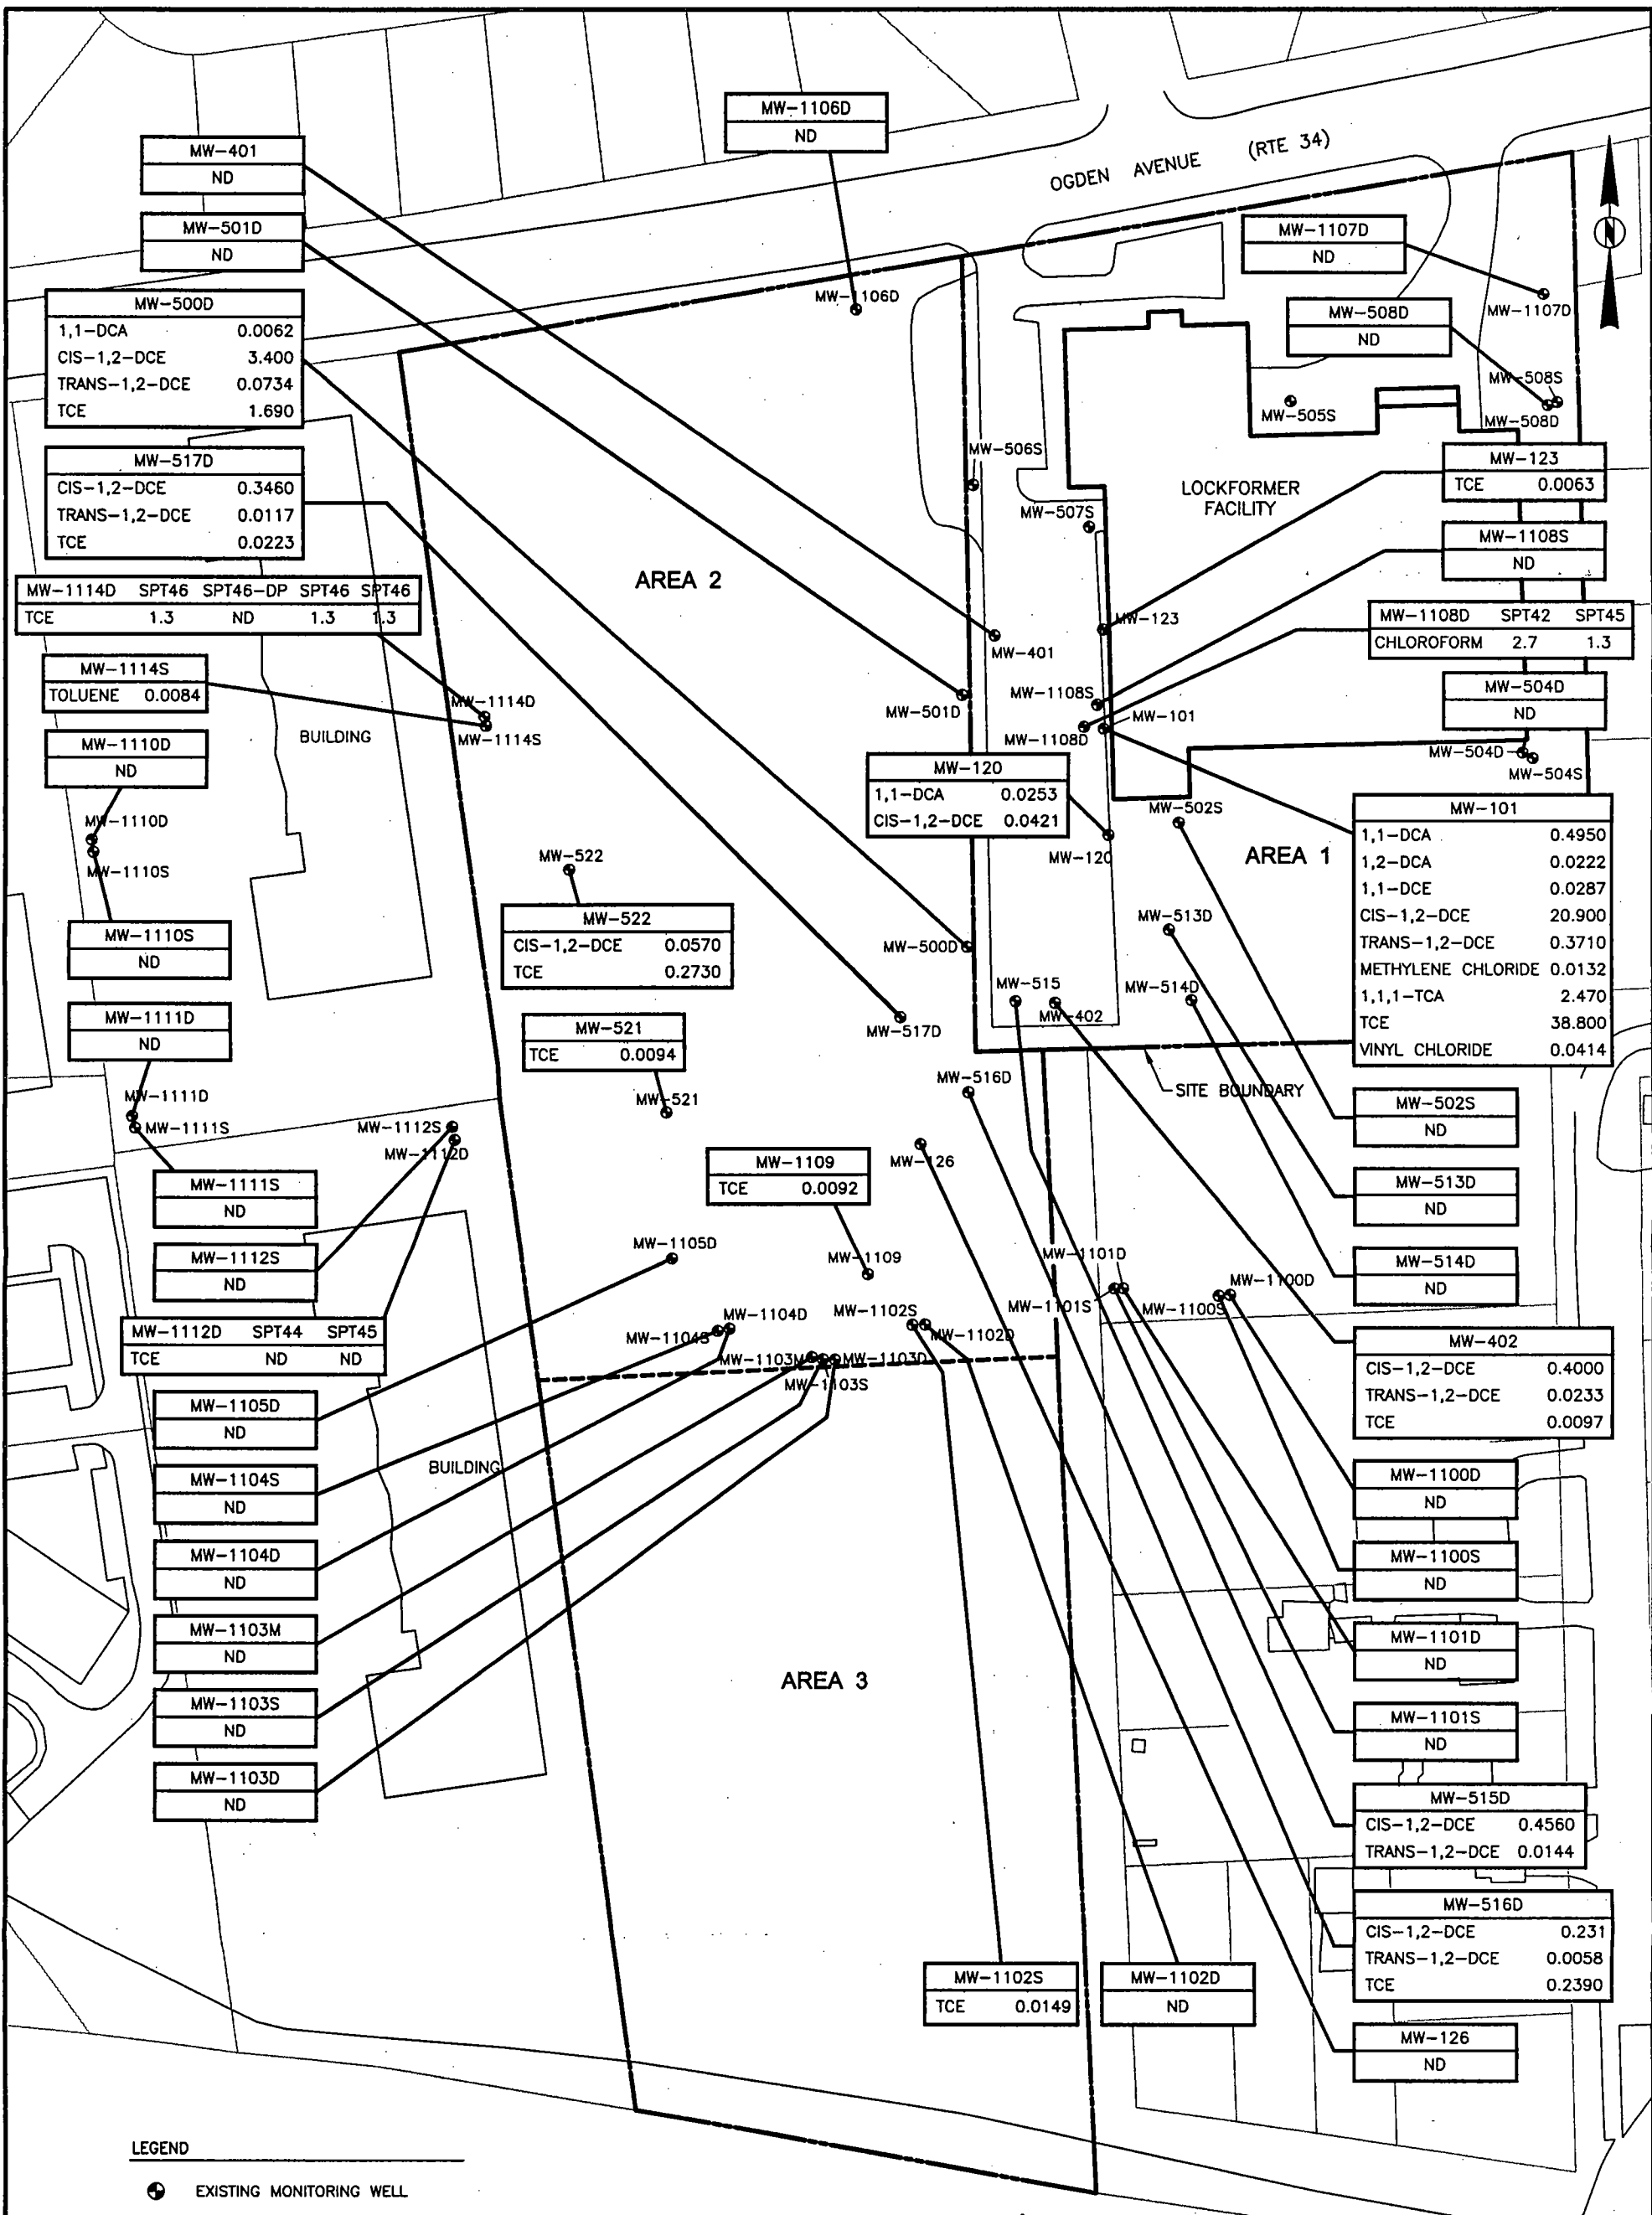 MW-1106D
ND
MW-401
ND
OGDEN AVENUE (RTE 34)
MW-501D
ND
MW-1107D
ND
MW-500D
1,1-DCA 0.0062
CIS-1,2-DCE 3.400
TRANS-1,2-DCE 0.0734
TCE 1.690
MW-1106D
MW-1107D
MW-508D
ND
MW-508S
MW-508D
MW-505S
MW-517D
CIS-1,2-DCE 0.3460
TRANS-1,2-DCE 0.0117
TCE 0.0223
MW-506S
MW-507S
LOCKFORMER
FACILITY
MW-123
TCE 0.0063
MW-1108S
ND
AREA 2
MW-1114D SPT46 SPT46-DP SPT46 SPT46
TCE 1.3 ND 1.3 1.3
MW-123
MW-401
MW-1108D SPT42 SPT45
CHLOROFORM 2.7 1.3
MW-1114S
TOLUENE 0.0084
MW-1114D
MW-1114S
BUILDING
MW-501D
MW-1108S
MW-1108D
MW-101
MW-504D
ND
MW-504D
MW-504S
MW-1110D
ND
MW-1110D
MW-1110S
MW-120
1,1-DCA 0.0253
CIS-1,2-DCE 0.0421
MW-502S
MW-120
AREA 1
MW-101
1,1-DCA 0.4950
1,2-DCA 0.0222
1,1-DCE 0.0287
CIS-1,2-DCE 20.900
TRANS-1,2-DCE 0.3710
METHYLENE CHLORIDE 0.0132
1,1,1-TCA 2.470
TCE 38.800
VINYL CHLORIDE 0.0414
MW-522
MW-522
CIS-1,2-DCE 0.0570
TCE 0.2730
MW-1110S
ND
MW-500D
MW-513D
MW-515
MW-402
MW-514D
MW-517D
MW-1111D
ND
MW-521
TCE 0.0094
MW-521
MW-516D
SITE BOUNDARY
MW-502S
ND
MW-1111D
MW-1111S
MW-1112S
MW-1112D
MW-126
MW-1109
TCE 0.0092
MW-1111S
ND
MW-513D
ND
MW-1112S
ND
MW-1105D
MW-1109
MW-1101D
MW-1101S
MW-1100D
MW-1100S
MW-514D
ND
MW-1112D SPT44 SPT45
TCE ND ND
MW-1104D
MW-1104S
MW-1102S
MW-1102D
MW-1103M
MW-1103D
MW-1103S
MW-402
CIS-1,2-DCE 0.4000
TRANS-1,2-DCE 0.0233
TCE 0.0097
MW-1105D
ND
BUILDING
MW-1104S
ND
MW-1100D
ND
MW-1104D
ND
MW-1100S
ND
MW-1103M
ND
MW-1101D
ND
AREA 3
MW-1103S
ND
MW-1101S
ND
MW-1103D
ND
MW-515D
CIS-1,2-DCE 0.4560
TRANS-1,2-DCE 0.0144
MW-516D
CIS-1,2-DCE 0.231
TRANS-1,2-DCE 0.0058
TCE 0.2390
MW-1102S
TCE 0.0149
MW-1102D
ND
MW-126
ND
LEGEND
EXISTING MONITORING WELL
N